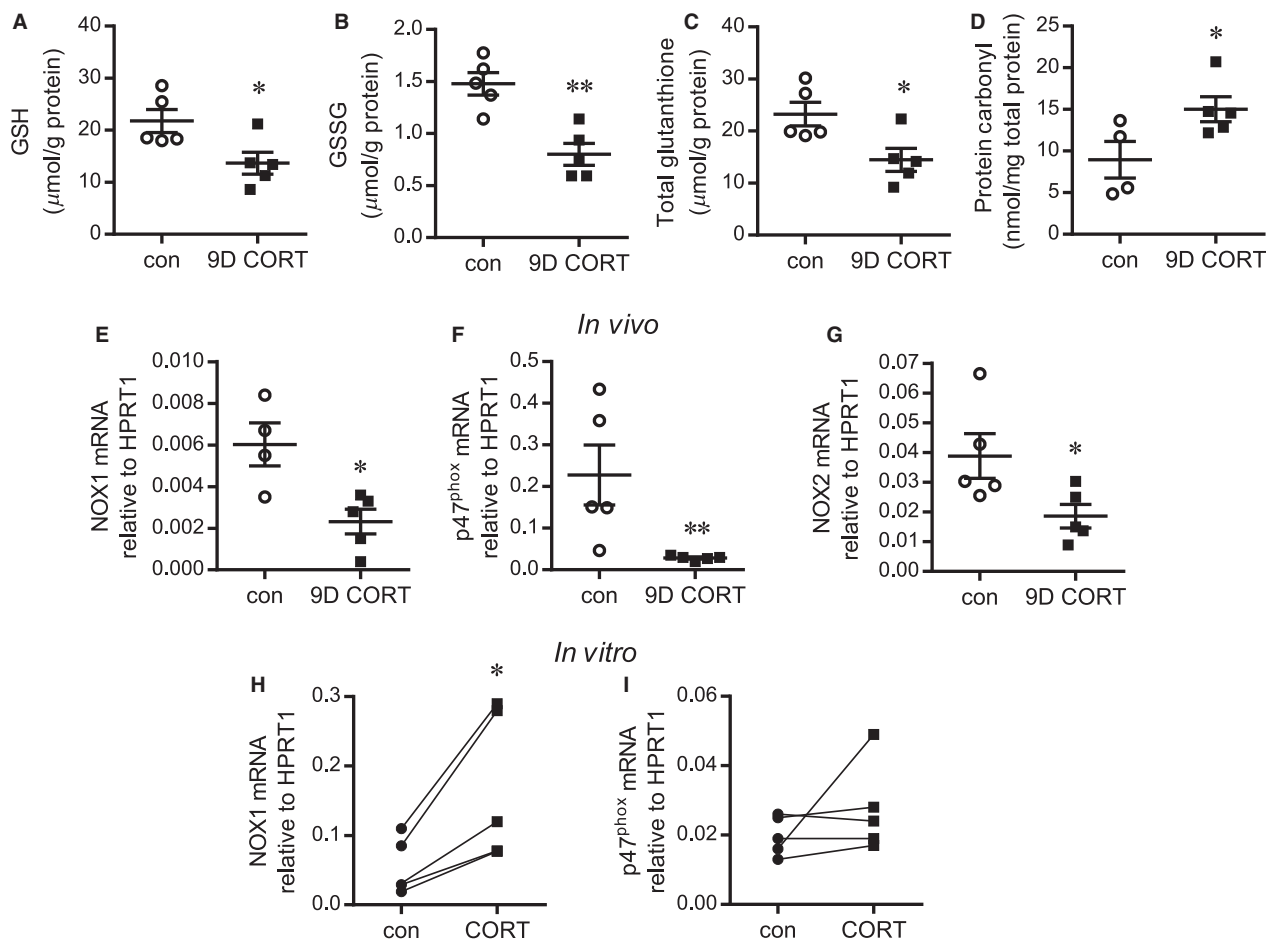 A
GSH
(μmol/g protein)
40
30
20
10
0
*
con
9D CORT
B
GSSG
(μmol/g protein)
2.0
1.5
1.0
0.5
0.0
**
con
9D CORT
C
Total glutanthione
(μmol/g protein)
40
30
20
10
0
*
con
9D CORT
D
Protein carbonyl
(nmol/mg total protein)
25
20
15
10
5
0
*
con
9D CORT
In vivo
E
NOX1 mRNA
relative to HPRT1
0.010
0.008
0.006
0.004
0.002
0.000
*
con
9D CORT
F
p47phox mRNA
relative to HPRT1
0.5
0.4
0.3
0.2
0.1
0.0
**
con
9D CORT
G
NOX2 mRNA
relative to HPRT1
0.07
0.06
0.05
0.04
0.03
0.02
0.01
0.00
*
con
9D CORT
In vitro
H
NOX1 mRNA
relative to HPRT1
0.3
0.2
0.1
0.0
*
con
CORT
I
p47phox mRNA
relative to HPRT1
0.06
0.04
0.02
0.00
con
CORT